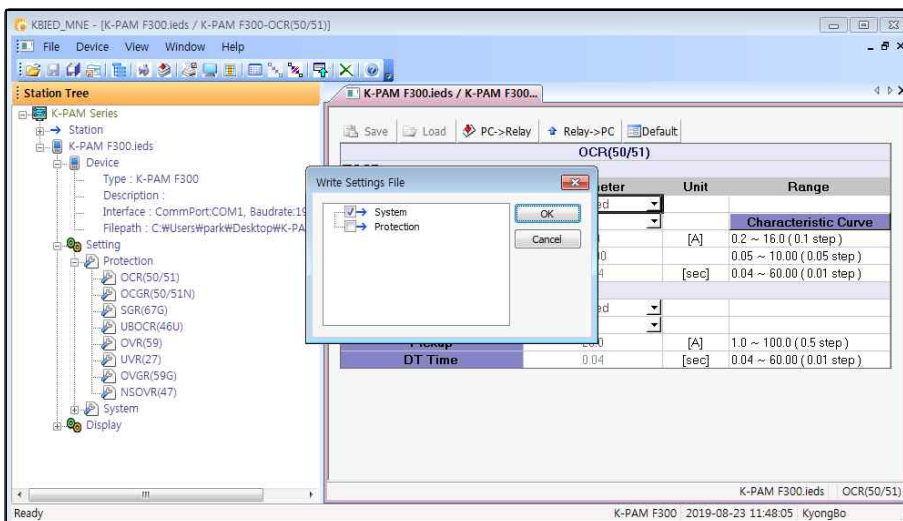 KBIED_MNE - [K-PAM F300.ieds / K-PAM F300-OCR(50/51)]
File Device View Window Help
Station Tree
K-PAM F300.ieds / K-PAM F300...
K-PAM Series
Station
K-PAM F300.ieds
Device
Type : K-PAM F300
Description :
Interface : CommPort:COM1, Baudrate:19
Filepath : C:₩Users₩park₩Desktop₩K-PA
Setting
Protection
OCR(50/51)
OCGR(50/51N)
SGR(67G)
UBOCR(46U)
OVR(59)
UVR(27)
OVGR(59G)
NSOVR(47)
System
Display
Save Load PC->Relay Relay->PC Default
OCR(50/51)
Unit Range
Characteristic Curve
[A] 0.2 ~ 16.0 ( 0.1 step )
0.05 ~ 10.00 ( 0.05 step )
[sec] 0.04 ~ 60.00 ( 0.01 step )
[A] 1.0 ~ 100.0 ( 0.5 step )
DT Time 0.04 [sec] 0.04 ~ 60.00 ( 0.01 step )
Write Settings File
System
Protection
OK
Cancel
K-PAM F300.ieds OCR(50/51)
Ready K-PAM F300 2019-08-23 11:48:05 KyongBo